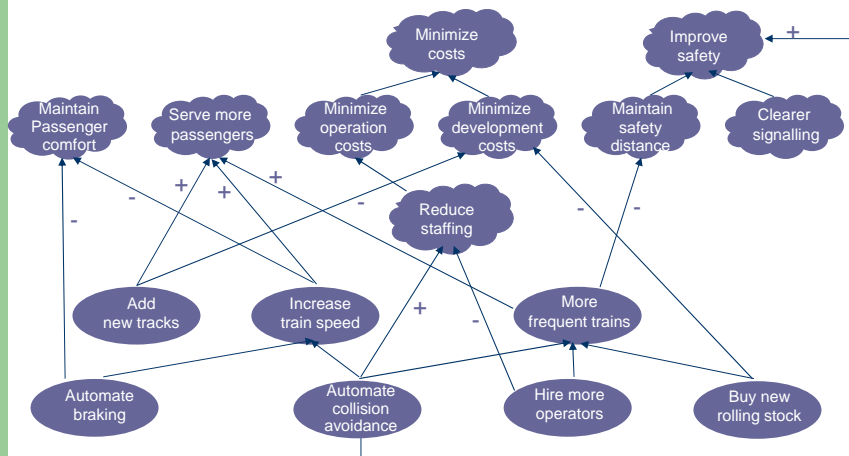 Minimize
costs
Improve
safety
+
Maintain
Passenger
comfort
Serve more
passengers
Minimize
operation
costs
Minimize
development
costs
Maintain
safety
distance
Clearer
signalling
+
+
+
-
-
-
-
-
Reduce
staffing
Add
new tracks
Increase
train speed
+
-
More
frequent trains
Automate
braking
Automate
collision
avoidance
Hire more
operators
Buy new
rolling stock